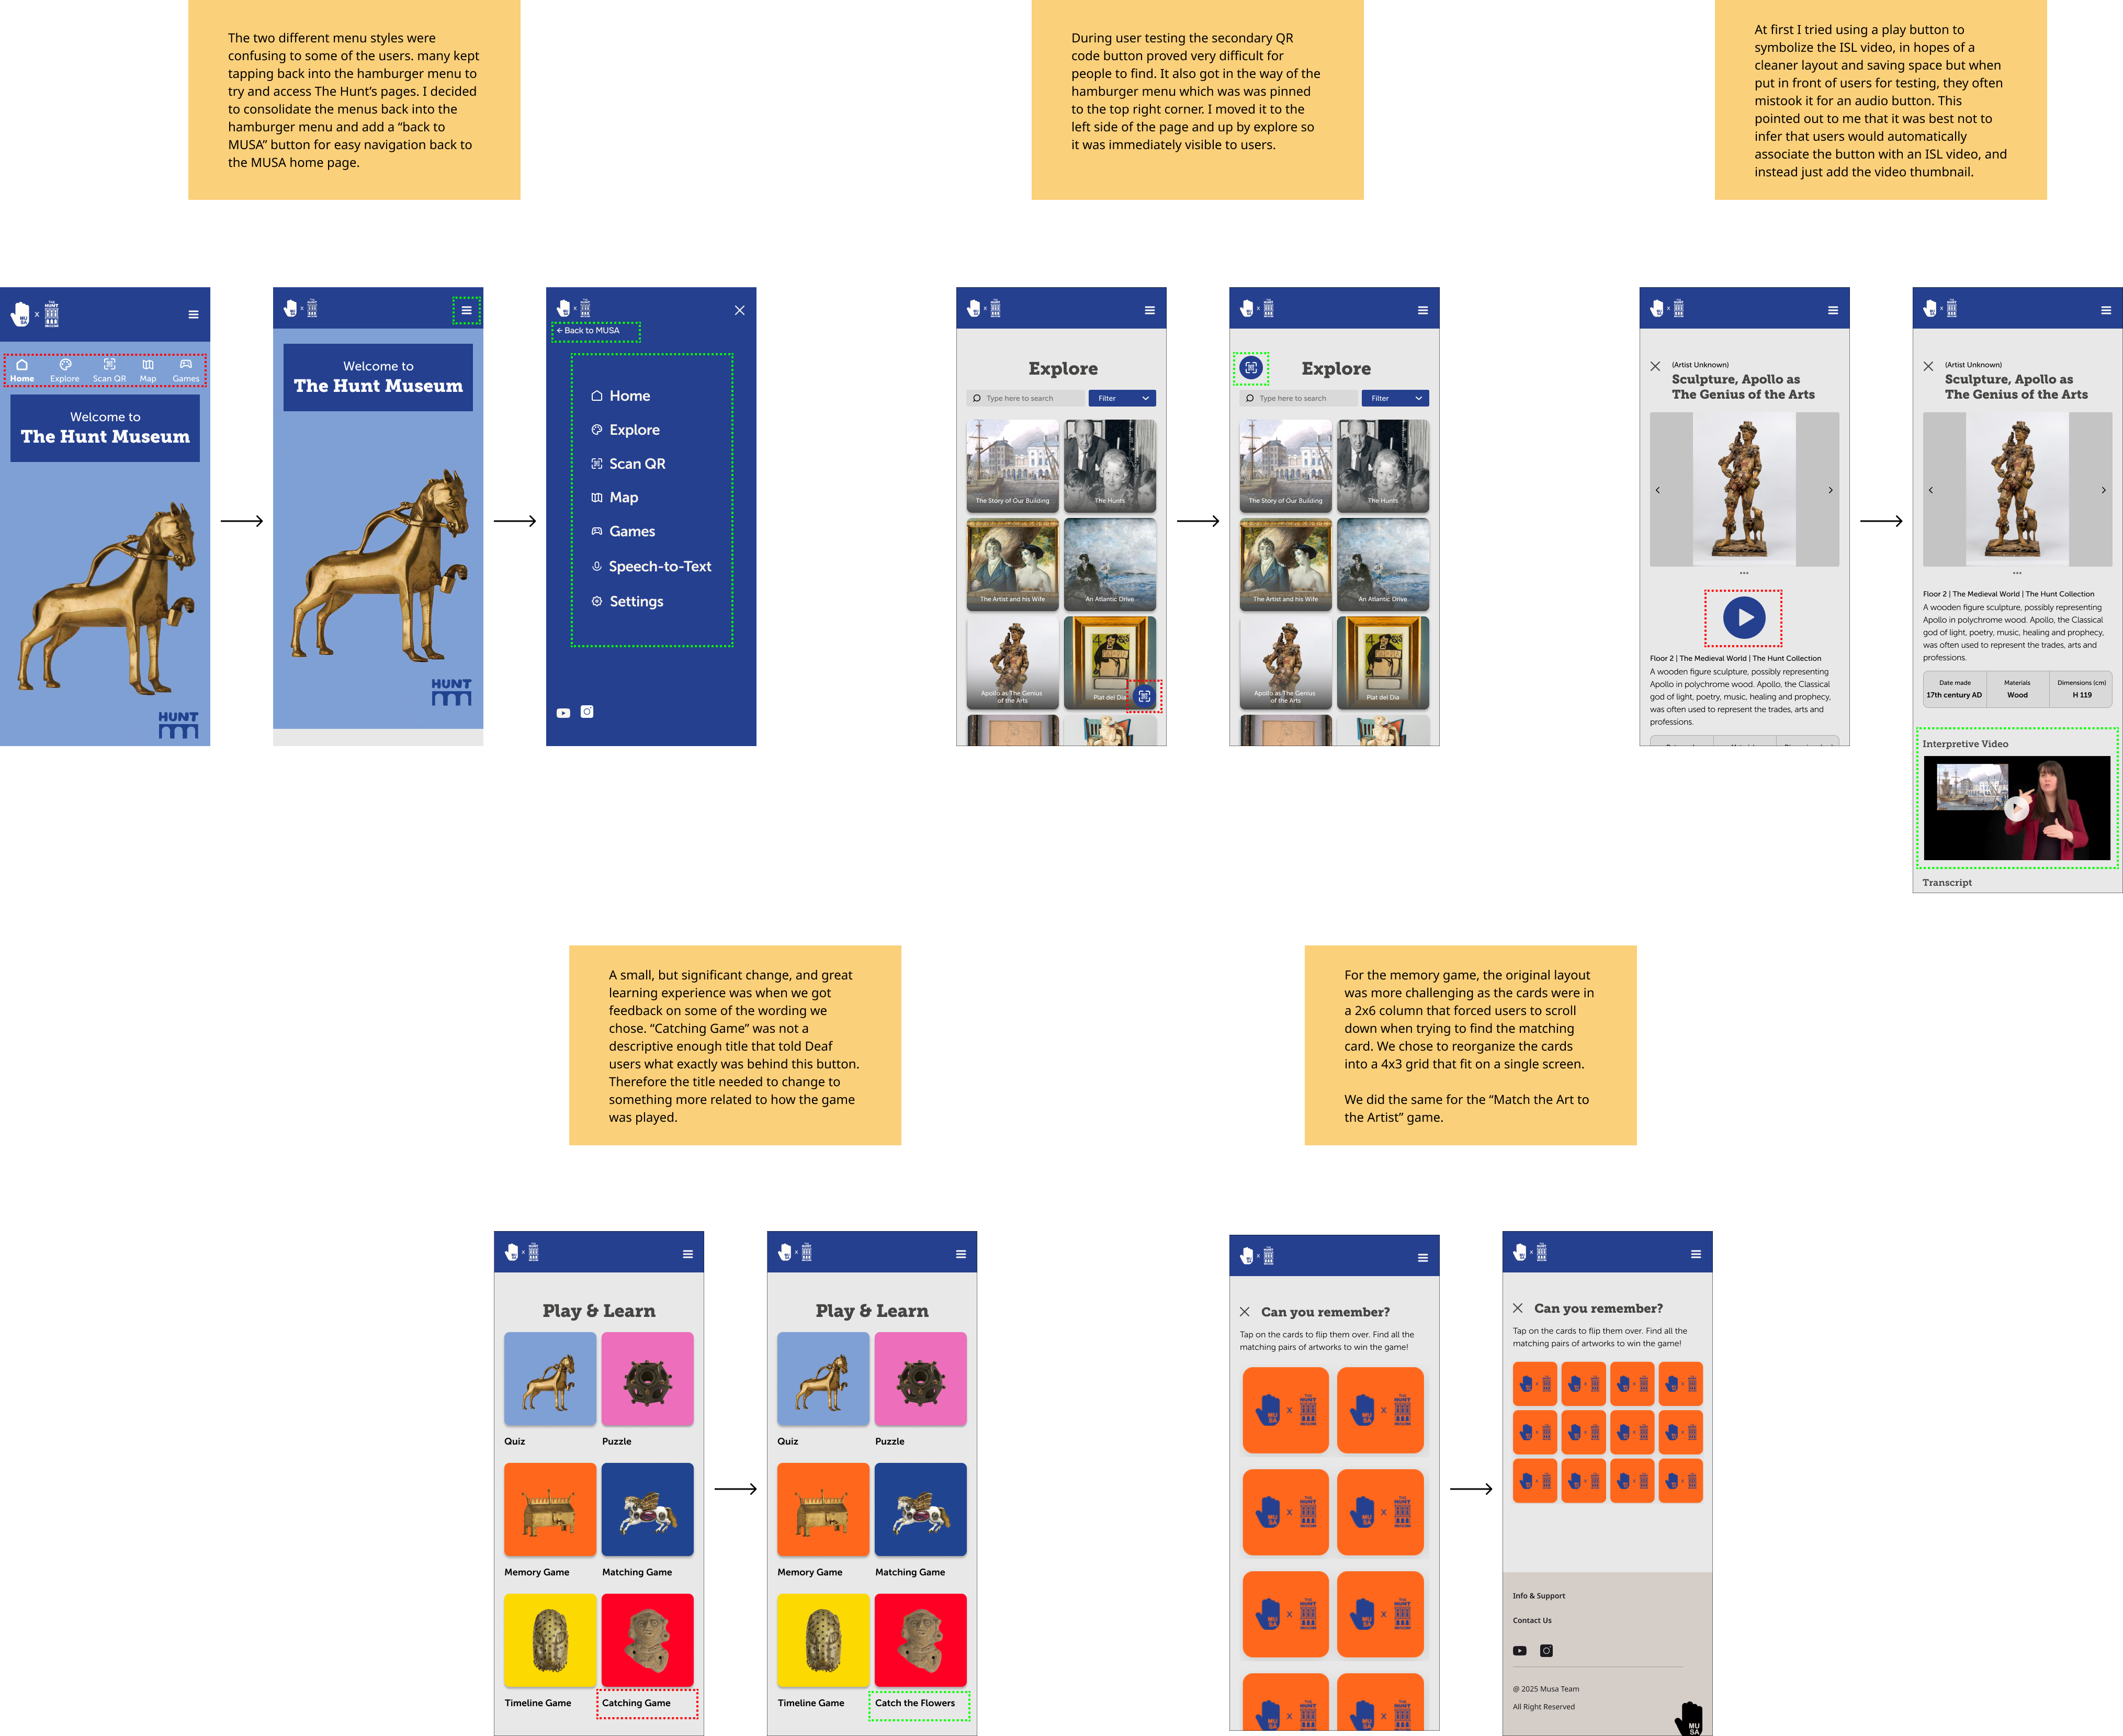 The two different menu styles were
confusing to some of the users. many kept
tapping back into the hamburger menu to
try and access The Hunt's pages. I decided
to consolidate the menus back into the
hamburger menu and add a “back to
MUSA” button for easy navigation back to
the MUSA home page.
During user testing the secondary QR
code button proved very difficult for
people to find. It also got in the way of the
hamburger menu which was was pinned
to the top right corner. I moved it to the
left side of the page and up by explore so
it was immediately visible to users.
At first I tried using a play button to
symbolize the ISL video, in hopes of a
cleaner layout and saving space but when
put in front of users for testing, they often
mistook it for an audio button. This
pointed out to me that it was best not to
infer that users would automatically
associate the button with an ISL video, and
instead just add the video thumbnail.
MUSA x THE HUNT MUSEUM
Home Explore Scan QR Map Games
Welcome to
The Hunt Museum
HUNT
x
Welcome to
The Hunt Museum
HUNT
x
← Back to MUSA
Home
Explore
Scan QR
Map
Games
Speech-to-Text
Settings
x
Explore
Type here to search Filter
The Story of Our Building The Hunts
The Artist and his Wife An Atlantic Drive
Apollo as The Genius
of the Arts
Plat del Dia
x
Explore
Type here to search Filter
The Story of Our Building The Hunts
The Artist and his Wife An Atlantic Drive
Apollo as The Genius
of the Arts
Plat del Dia
x
(Artist Unknown)
Sculpture, Apollo as
The Genius of the Arts
Floor 2 | The Medieval World | The Hunt Collection
A wooden figure sculpture, possibly representing
Apollo in polychrome wood. Apollo, the Classical
god of light, poetry, music, healing and prophecy,
was often used to represent the trades, arts and
professions.
x
(Artist Unknown)
Sculpture, Apollo as
The Genius of the Arts
Floor 2 | The Medieval World | The Hunt Collection
A wooden figure sculpture, possibly representing
Apollo in polychrome wood. Apollo, the Classical
god of light, poetry, music, healing and prophecy,
was often used to represent the trades, arts and
professions.
Date made Materials Dimensions (cm)
17th century AD Wood H 119
Interpretive Video
Transcript
A small, but significant change, and great
learning experience was when we got
feedback on some of the wording we
chose. “Catching Game” was not a
descriptive enough title that told Deaf
users what exactly was behind this button.
Therefore the title needed to change to
something more related to how the game
was played.
For the memory game, the original layout
was more challenging as the cards were in
a 2x6 column that forced users to scroll
down when trying to find the matching
card. We chose to reorganize the cards
into a 4x3 grid that fit on a single screen.
We did the same for the “Match the Art to
the Artist” game.
x
Play & Learn
Quiz Puzzle
Memory Game Matching Game
Timeline Game Catching Game
x
Play & Learn
Quiz Puzzle
Memory Game Matching Game
Timeline Game Catch the Flowers
x
Can you remember?
Tap on the cards to flip them over. Find all the
matching pairs of artworks to win the game!
MUSA x THE HUNT MUSEUM MUSA x THE HUNT MUSEUM
MUSA x THE HUNT MUSEUM MUSA x THE HUNT MUSEUM
MUSA x THE HUNT MUSEUM MUSA x THE HUNT MUSEUM
x
Can you remember?
Tap on the cards to flip them over. Find all the
matching pairs of artworks to win the game!
Info & Support
Contact Us
@ 2025 Musa Team
All Right Reserved
MUSA